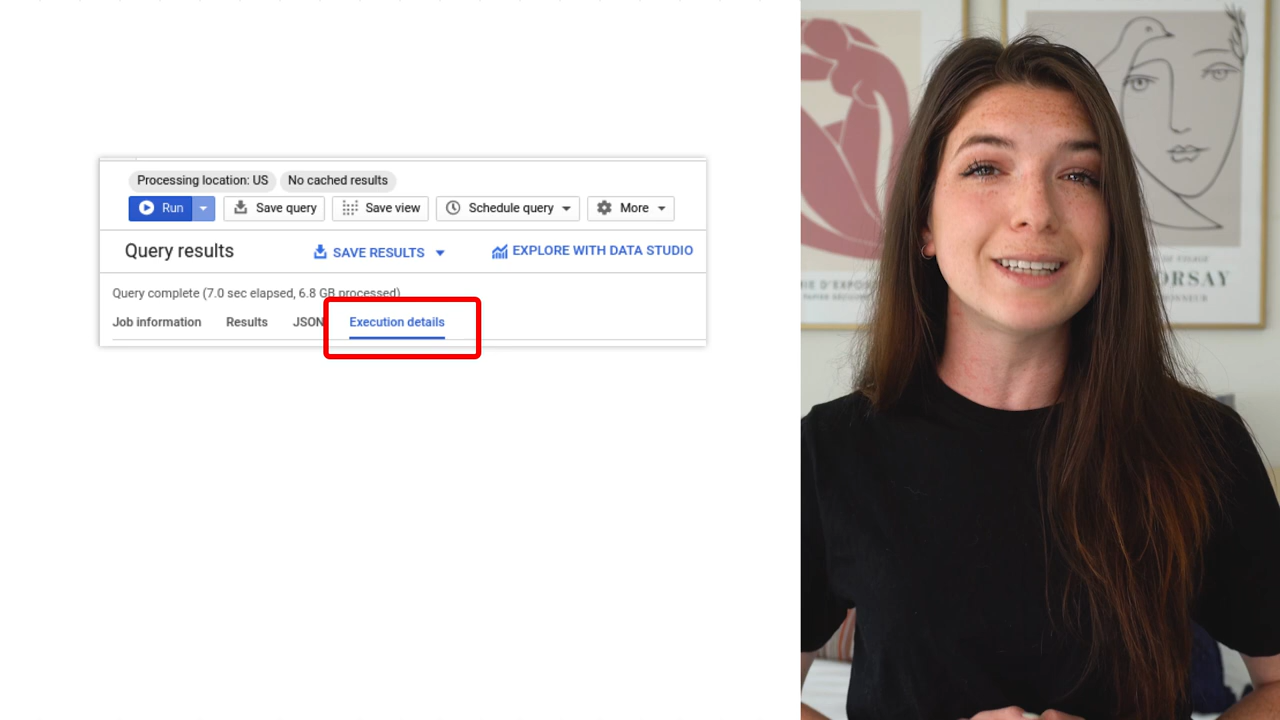 Processing location: US No cached results
Run Save query Save view Schedule query More
Query results SAVE RESULTS EXPLORE WITH DATA STUDIO
Query complete (7.0 sec elapsed, 6.8 GB processed)
Job information Results JSON Execution details
ORSAY